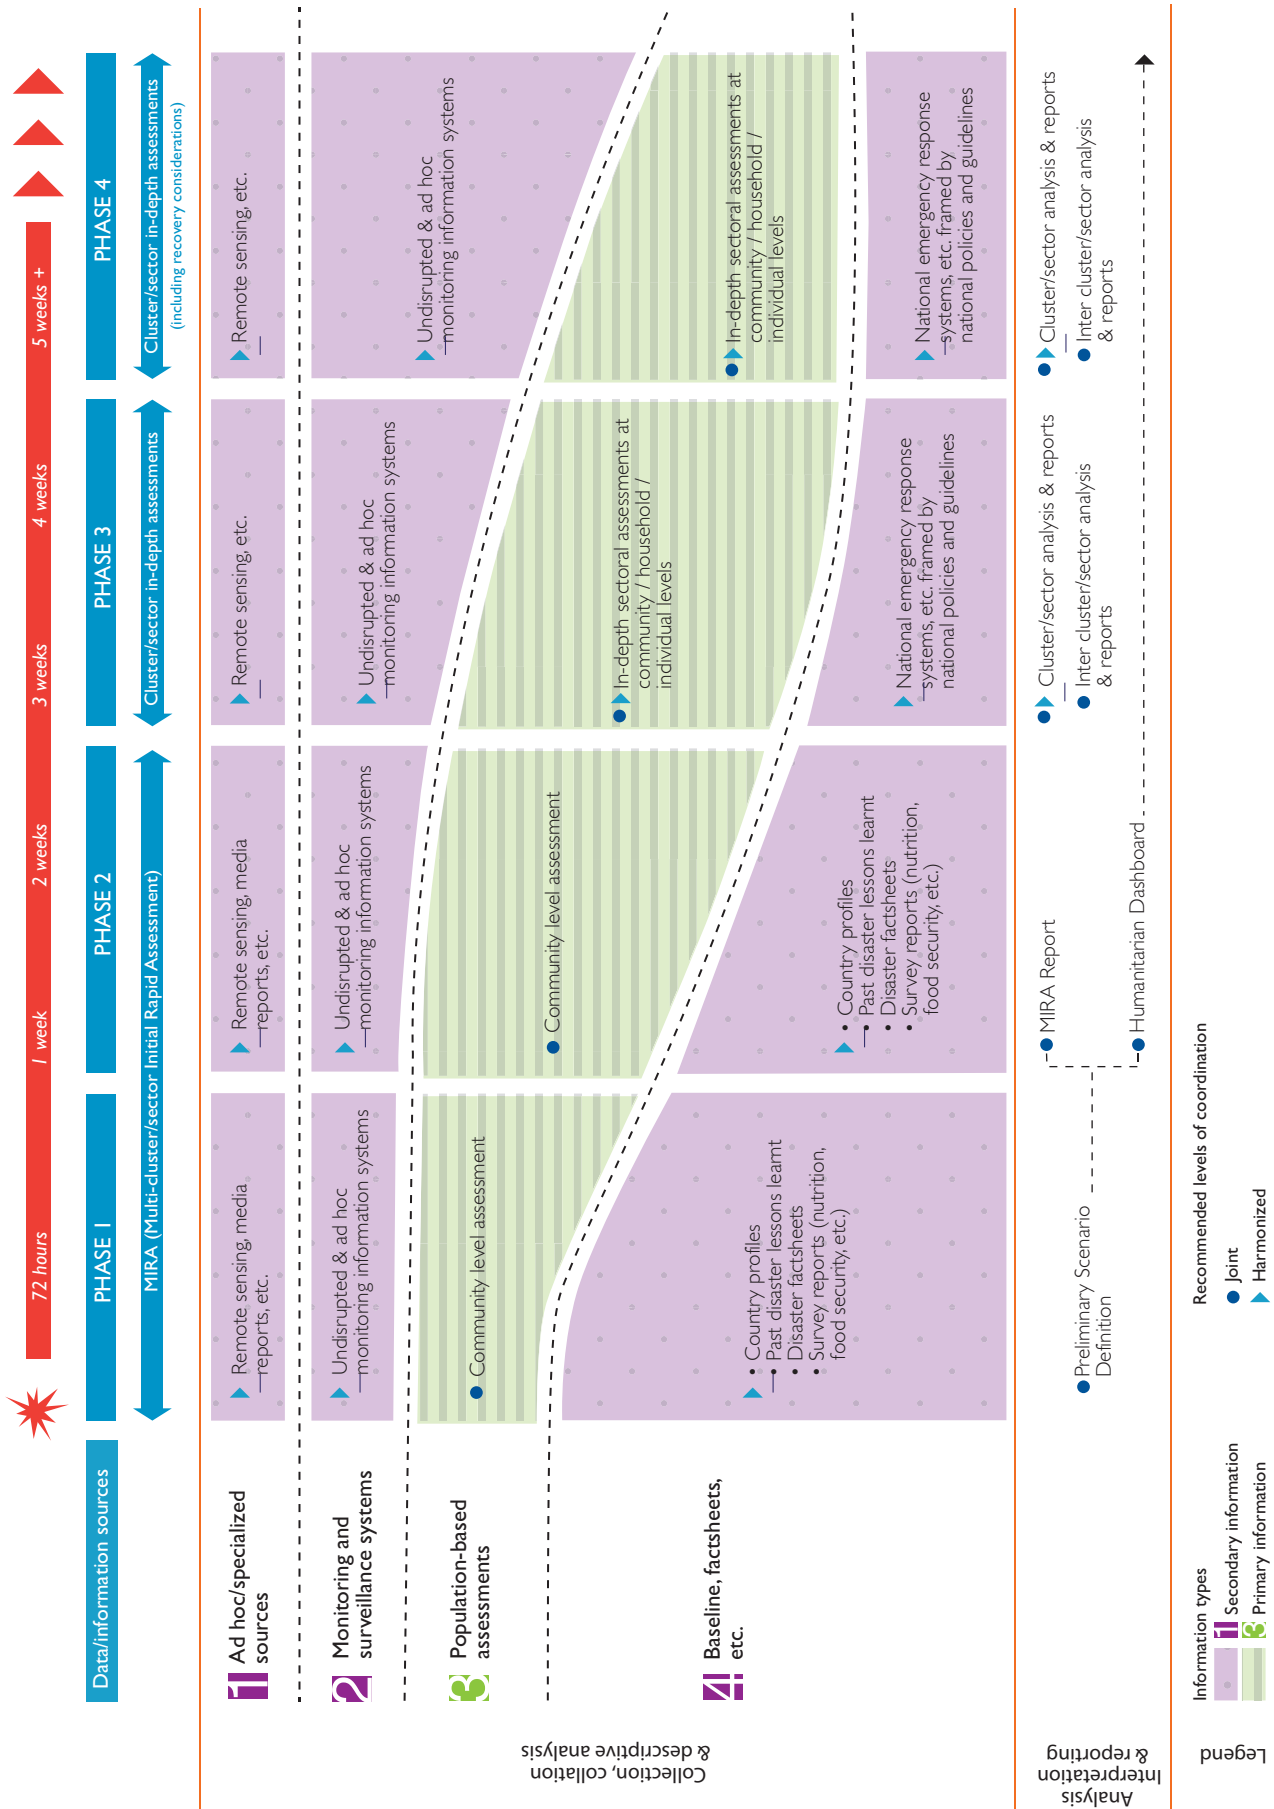 72 hours
1 week
2 weeks
3 weeks
4 weeks
5 weeks +
Data/information sources
PHASE 1
PHASE 2
PHASE 3
PHASE 4
MIRA (Multi-cluster/sector Initial Rapid Assessment)
Cluster/sector in-depth assessments
Cluster/sector in-depth assessments
(including recovery considerations)
Collection, collation
& descriptive analysis
1 Ad hoc/specialized
sources
Remote sensing, media
reports, etc.
Remote sensing, media
reports, etc.
Remote sensing, etc.
Remote sensing, etc.
2 Monitoring and
surveillance systems
Undisrupted & ad hoc
monitoring information systems
Undisrupted & ad hoc
monitoring information systems
Undisrupted & ad hoc
monitoring information systems
Undisrupted & ad hoc
monitoring information systems
3 Population-based
assessments
Community level assessment
Community level assessment
In-depth sectoral assessments at
community / household /
individual levels
In-depth sectoral assessments at
community / household /
individual levels
4 Baseline, factsheets,
etc.
• Country profiles
• Past disaster lessons learnt
• Disaster factsheets
• Survey reports (nutrition,
food security, etc.)
• Country profiles
• Past disaster lessons learnt
• Disaster factsheets
• Survey reports (nutrition,
food security, etc.)
National emergency response
systems, etc. framed by
national policies and guidelines
National emergency response
systems, etc. framed by
national policies and guidelines
Analysis
Interpretation
& reporting
Preliminary Scenario
Definition
MIRA Report
Humanitarian Dashboard
Cluster/sector analysis & reports
Inter cluster/sector analysis
& reports
Cluster/sector analysis & reports
Inter cluster/sector analysis
& reports
Legend
Information types
1 Secondary information
3 Primary information
Recommended levels of coordination
Joint
Harmonized